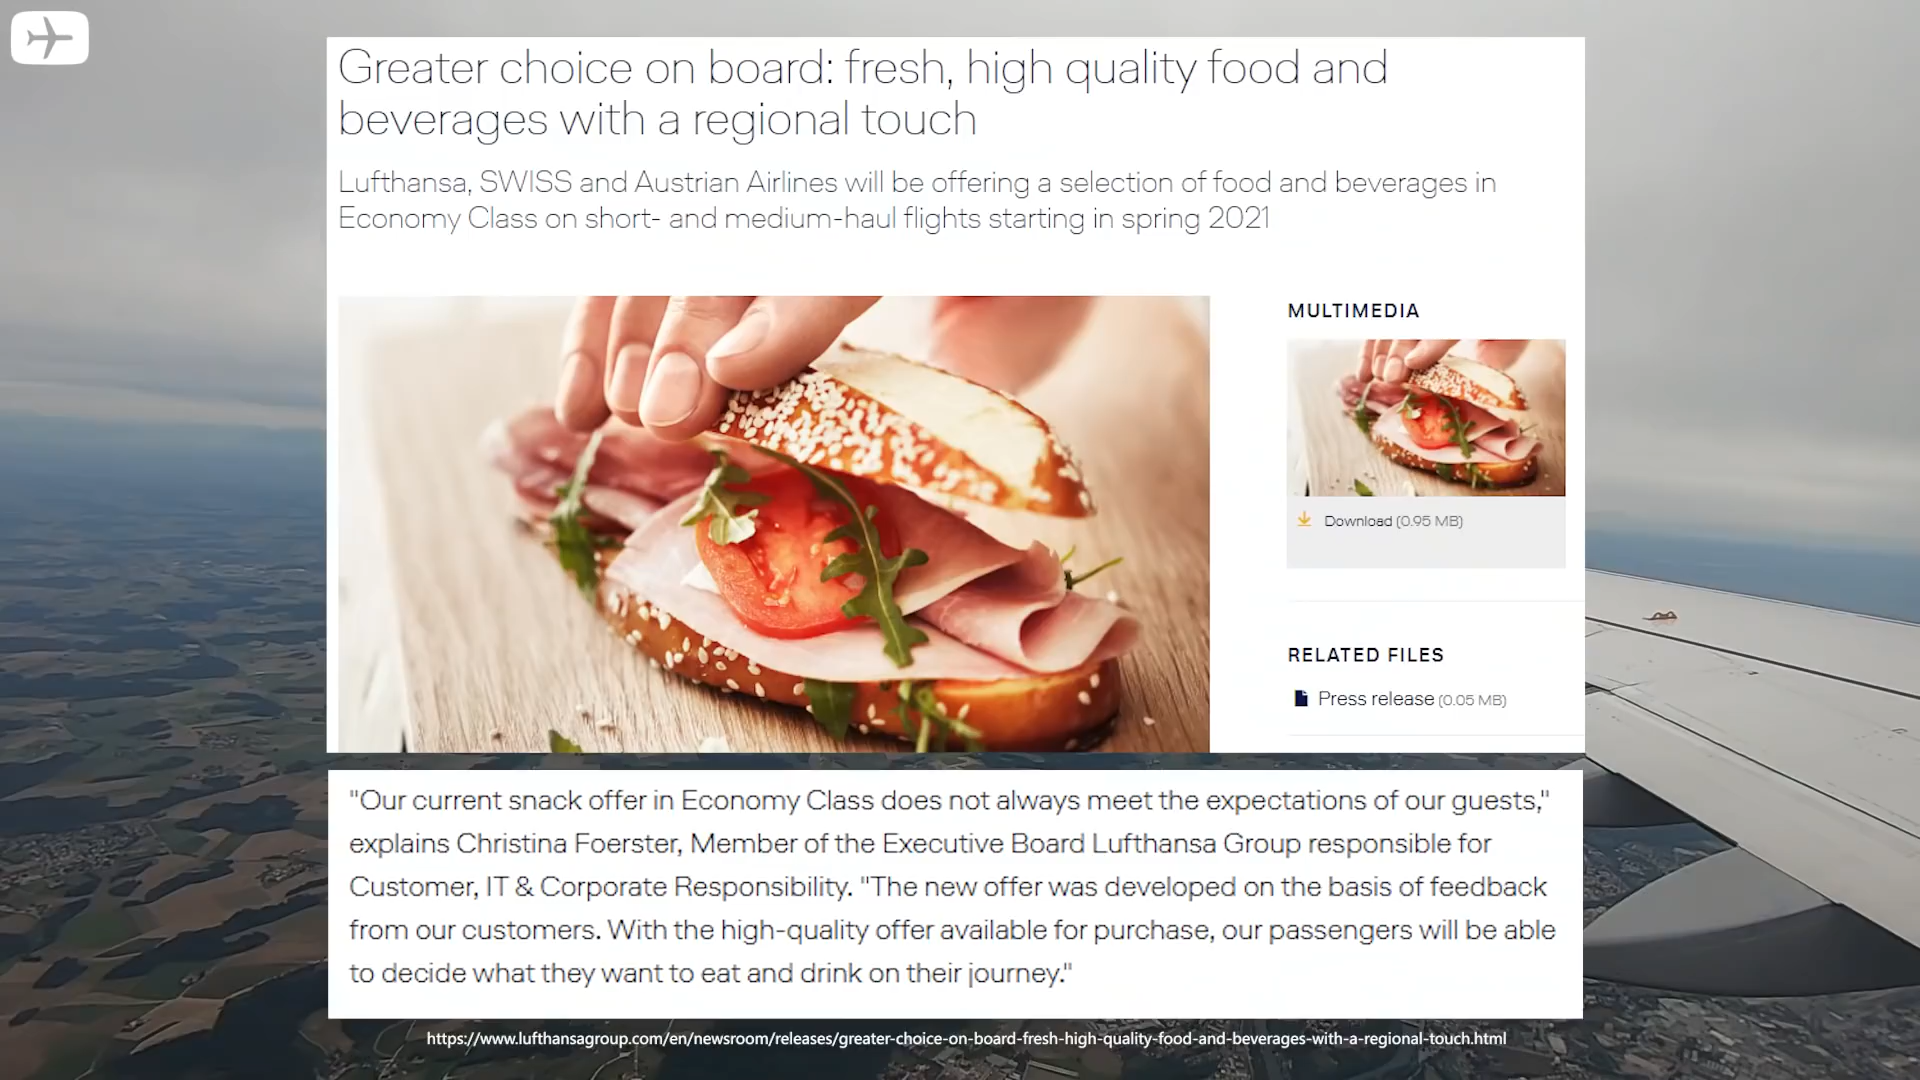 Greater choice on board: fresh, high quality food and
beverages with a regional touch
Lufthansa, SWISS and Austrian Airlines will be offering a selection of food and beverages in
Economy Class on short- and medium-haul flights starting in spring 2021
MULTIMEDIA
Download (0.95 MB)
RELATED FILES
Press release (0.05 MB)
"Our current snack offer in Economy Class does not always meet the expectations of our guests,"
explains Christina Foerster, Member of the Executive Board Lufthansa Group responsible for
Customer, IT & Corporate Responsibility. "The new offer was developed on the basis of feedback
from our customers. With the high-quality offer available for purchase, our passengers will be able
to decide what they want to eat and drink on their journey."
https://www.lufthansagroup.com/en/newsroom/releases/greater-choice-on-board-fresh-high-quality-food-and-beverages-with-a-regional-touch.html